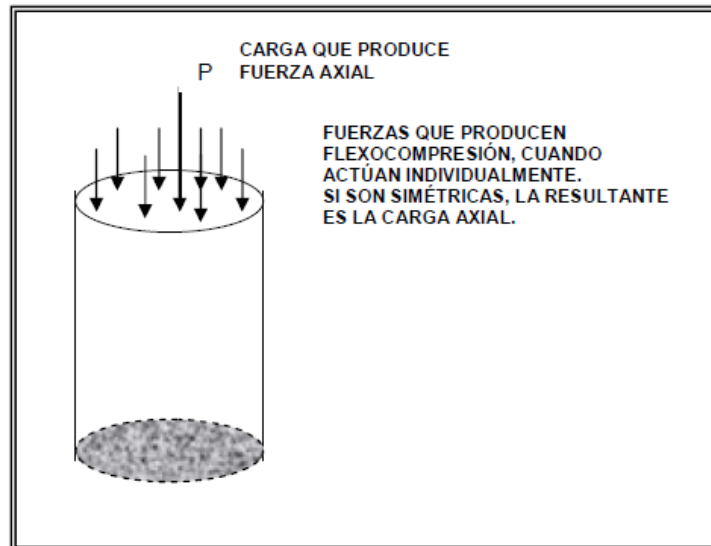 CARGA QUE PRODUCE
P FUERZA AXIAL
FUERZAS QUE PRODUCEN
FLEXOCOMPRESIÓN, CUANDO
ACTÚAN INDIVIDUALMENTE.
SI SON SIMÉTRICAS, LA RESULTANTE
ES LA CARGA AXIAL.